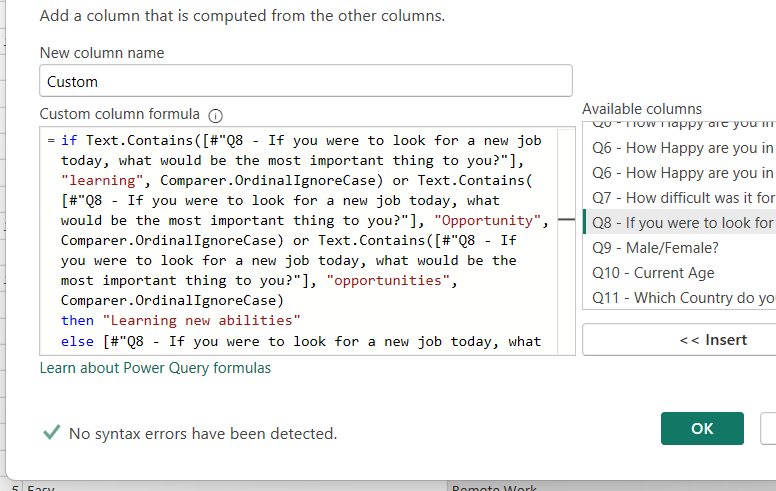 Add a column that is computed from the other columns.
New column name
Custom
Custom column formula
= if Text.Contains([#"Q8 - If you were to look for a new job
today, what would be the most important thing to you?"],
"learning", Comparer.OrdinalIgnoreCase) or Text.Contains(
[#"Q8 - If you were to look for a new job today, what
would be the most important thing to you?"], "Opportunity",
Comparer.OrdinalIgnoreCase) or Text.Contains([#"Q8 - If
you were to look for a new job today, what would be the
most important thing to you?"], "opportunities",
Comparer.OrdinalIgnoreCase)
then "Learning new abilities"
else [#"Q8 - If you were to look for a new job today, what
Available columns
Q6 - How Happy are you in
Q6 - How Happy are you in
Q6 - How Happy are you in
Q7 - How difficult was it for
Q8 - If you were to look for
Q9 - Male/Female?
Q10 - Current Age
Q11 - Which Country do yo
<< Insert
Learn about Power Query formulas
No syntax errors have been detected.
OK
5 Easy
Remote Work